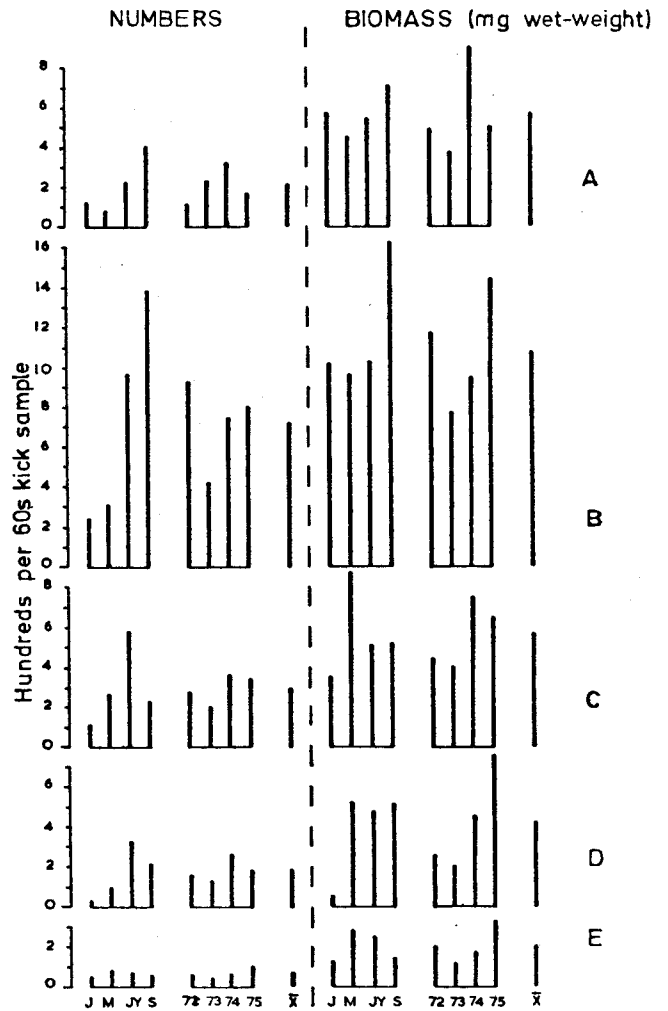 NUMBERS
BIOMASS (mg wet-weight)
Hundreds per 60s kick sample
8
6
4
2
0
A
16
14
12
10
8
6
4
2
0
B
8
6
4
2
0
C
6
4
2
0
D
2
0
E
J M JY S 72 73 74 75 X̄ J M JY S 72 73 74 75 X̄